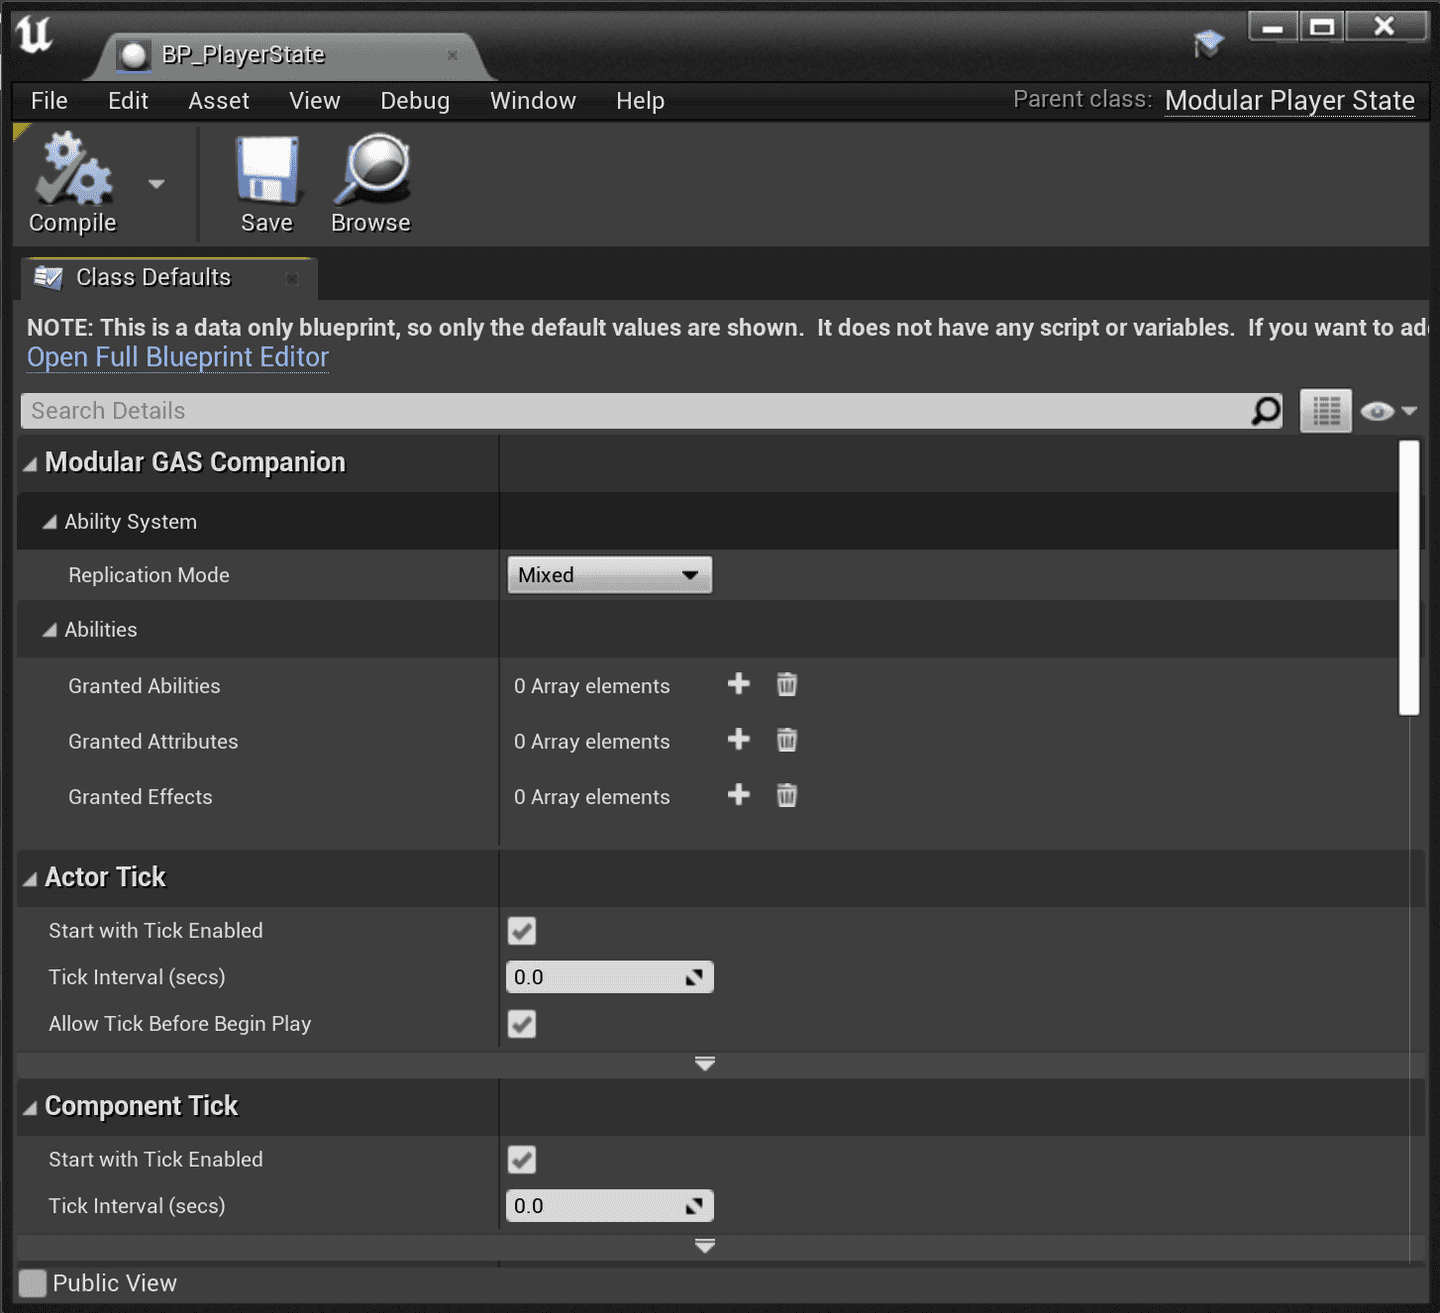 BP_PlayerState
File Edit Asset View Debug Window Help Parent class: Modular Player State
Compile Save Browse
Class Defaults
NOTE: This is a data only blueprint, so only the default values are shown. It does not have any script or variables. If you want to ad
Open Full Blueprint Editor
Search Details
Modular GAS Companion
Ability System
Replication Mode Mixed
Abilities
Granted Abilities 0 Array elements
Granted Attributes 0 Array elements
Granted Effects 0 Array elements
Actor Tick
Start with Tick Enabled
Tick Interval (secs) 0.0
Allow Tick Before Begin Play
Component Tick
Start with Tick Enabled
Tick Interval (secs) 0.0
Public View